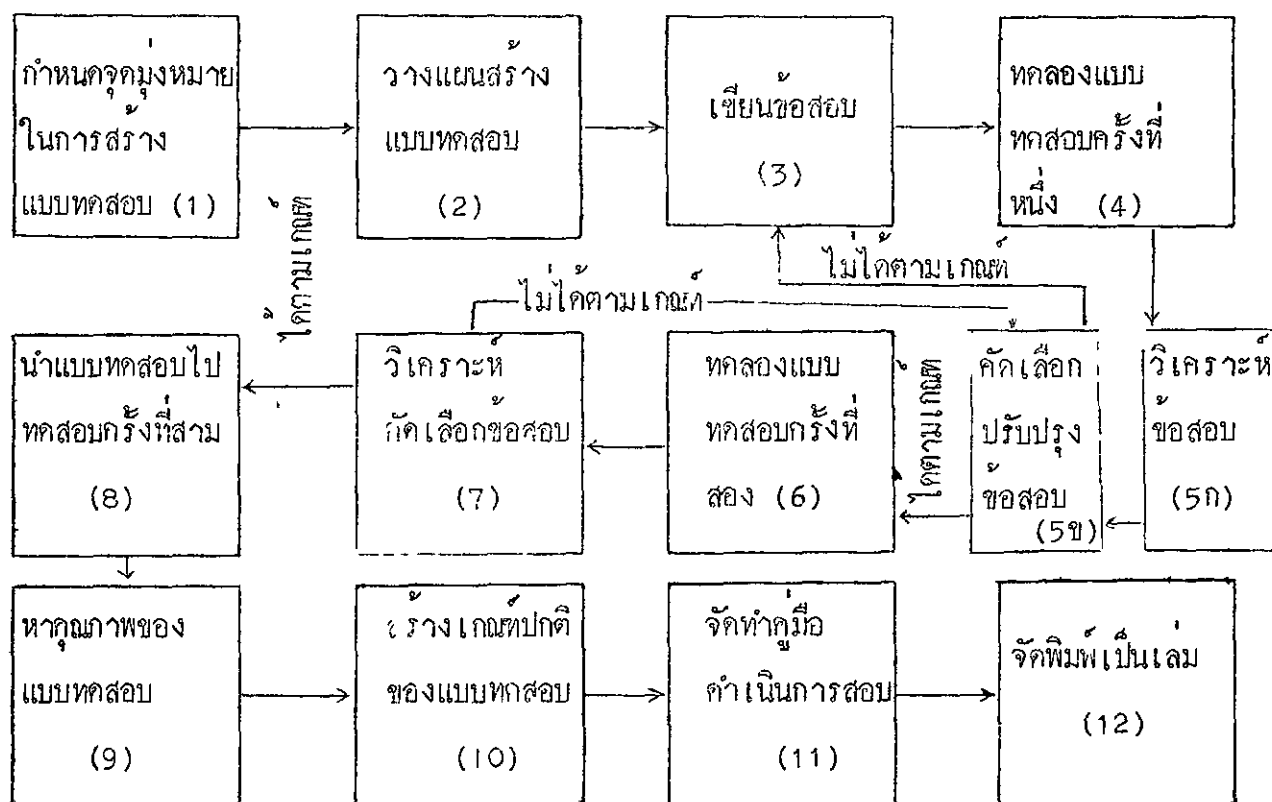 กำหนดจุดมุ่งหมาย
ในการสร้าง
แบบทดสอบ (1)
วางแผนสร้าง
แบบทดสอบ
(2)
เขียนข้อสอบ
(3)
ทดลองแบบ
ทดสอบครั้งที่
หนึ่ง (4)
ได้ตามเกณฑ์
ไม่ได้ตามเกณฑ์
ไม่ได้ตามเกณฑ์
นำแบบทดสอบไป
ทดสอบครั้งที่สาม
(8)
วิเคราะห์
คัดเลือกข้อสอบ
(7)
ทดลองแบบ
ทดสอบครั้งที่
สอง (6)
ได้ตามเกณฑ์
คัดเลือก
ปรับปรุง
ข้อสอบ
(5ข)
วิเคราะห์
ข้อสอบ
(5ก)
หาคุณภาพของ
แบบทดสอบ
(9)
สร้างเกณฑ์ปกติ
ของแบบทดสอบ
(10)
จัดทำคู่มือ
ดำเนินการสอบ
(11)
จัดพิมพ์เป็นเล่ม
(12)